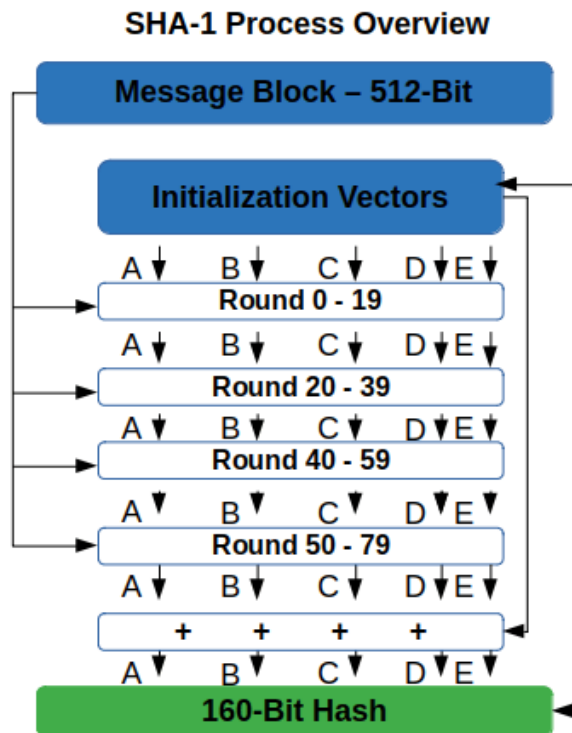 SHA-1 Process Overview
Message Block – 512-Bit
Initialization Vectors
A B C D E
Round 0 - 19
A B C D E
Round 20 - 39
A B C D E
Round 40 - 59
A B C D E
Round 50 - 79
A B C D E
+ + + +
A B C D E
160-Bit Hash